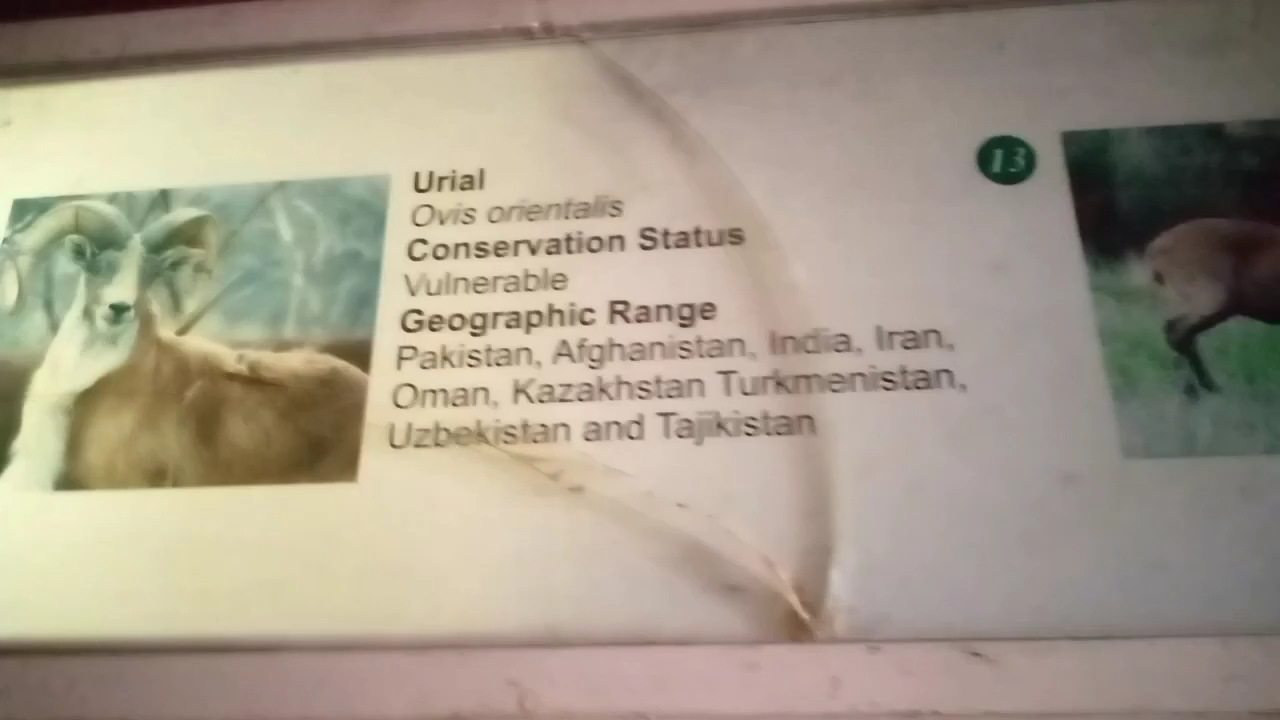 Urial
Ovis orientalis
Conservation Status
Vulnerable
Geographic Range
Pakistan, Afghanistan, India, Iran,
Oman, Kazakhstan Turkmenistan,
Uzbekistan and Tajikistan
13